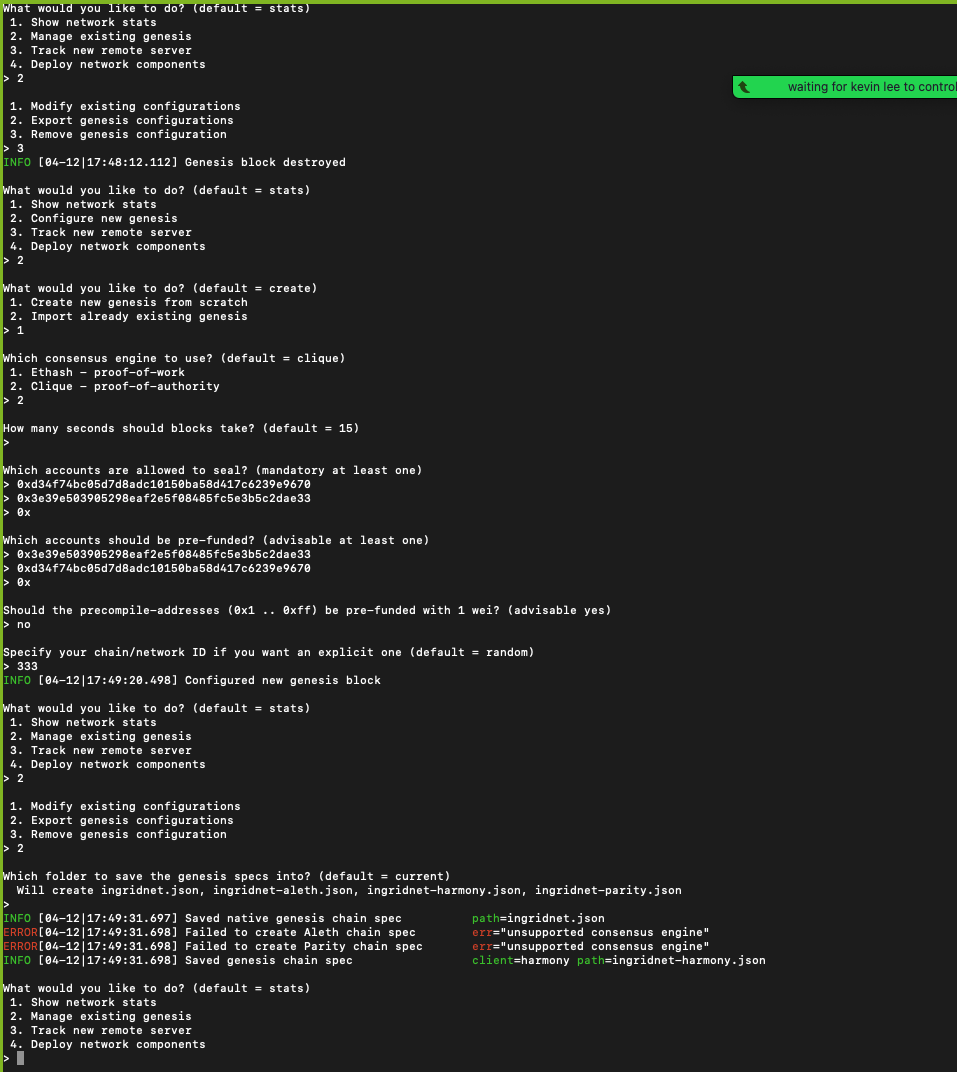 What would you like to do? (default = stats)
1. Show network stats
2. Manage existing genesis
3. Track new remote server
4. Deploy network components
> 2
waiting for kevin lee to control
1. Modify existing configurations
2. Export genesis configurations
3. Remove genesis configuration
> 3
INFO [04-12|17:48:12.112] Genesis block destroyed
What would you like to do? (default = stats)
1. Show network stats
2. Configure new genesis
3. Track new remote server
4. Deploy network components
> 2
What would you like to do? (default = create)
1. Create new genesis from scratch
2. Import already existing genesis
> 1
Which consensus engine to use? (default = clique)
1. Ethash - proof-of-work
2. Clique - proof-of-authority
> 2
How many seconds should blocks take? (default = 15)
>
Which accounts are allowed to seal? (mandatory at least one)
> 0xd34f74bc05d7d8adc10150ba58d417c6239e9670
> 0x3e39e503905298eaf2e5f08485fc5e3b5c2dae33
> 0x
Which accounts should be pre-funded? (advisable at least one)
> 0x3e39e503905298eaf2e5f08485fc5e3b5c2dae33
> 0xd34f74bc05d7d8adc10150ba58d417c6239e9670
> 0x
Should the precompile-addresses (0x1 .. 0xff) be pre-funded with 1 wei? (advisable yes)
> no
Specify your chain/network ID if you want an explicit one (default = random)
> 333
INFO [04-12|17:49:20.498] Configured new genesis block
What would you like to do? (default = stats)
1. Show network stats
2. Manage existing genesis
3. Track new remote server
4. Deploy network components
> 2
1. Modify existing configurations
2. Export genesis configurations
3. Remove genesis configuration
> 2
Which folder to save the genesis specs into? (default = current)
Will create ingridnet.json, ingridnet-aleth.json, ingridnet-harmony.json, ingridnet-parity.json
>
INFO [04-12|17:49:31.697] Saved native genesis chain spec path=ingridnet.json
ERROR[04-12|17:49:31.698] Failed to create Aleth chain spec err="unsupported consensus engine"
ERROR[04-12|17:49:31.698] Failed to create Parity chain spec err="unsupported consensus engine"
INFO [04-12|17:49:31.698] Saved genesis chain spec client=harmony path=ingridnet-harmony.json
What would you like to do? (default = stats)
1. Show network stats
2. Manage existing genesis
3. Track new remote server
4. Deploy network components
>